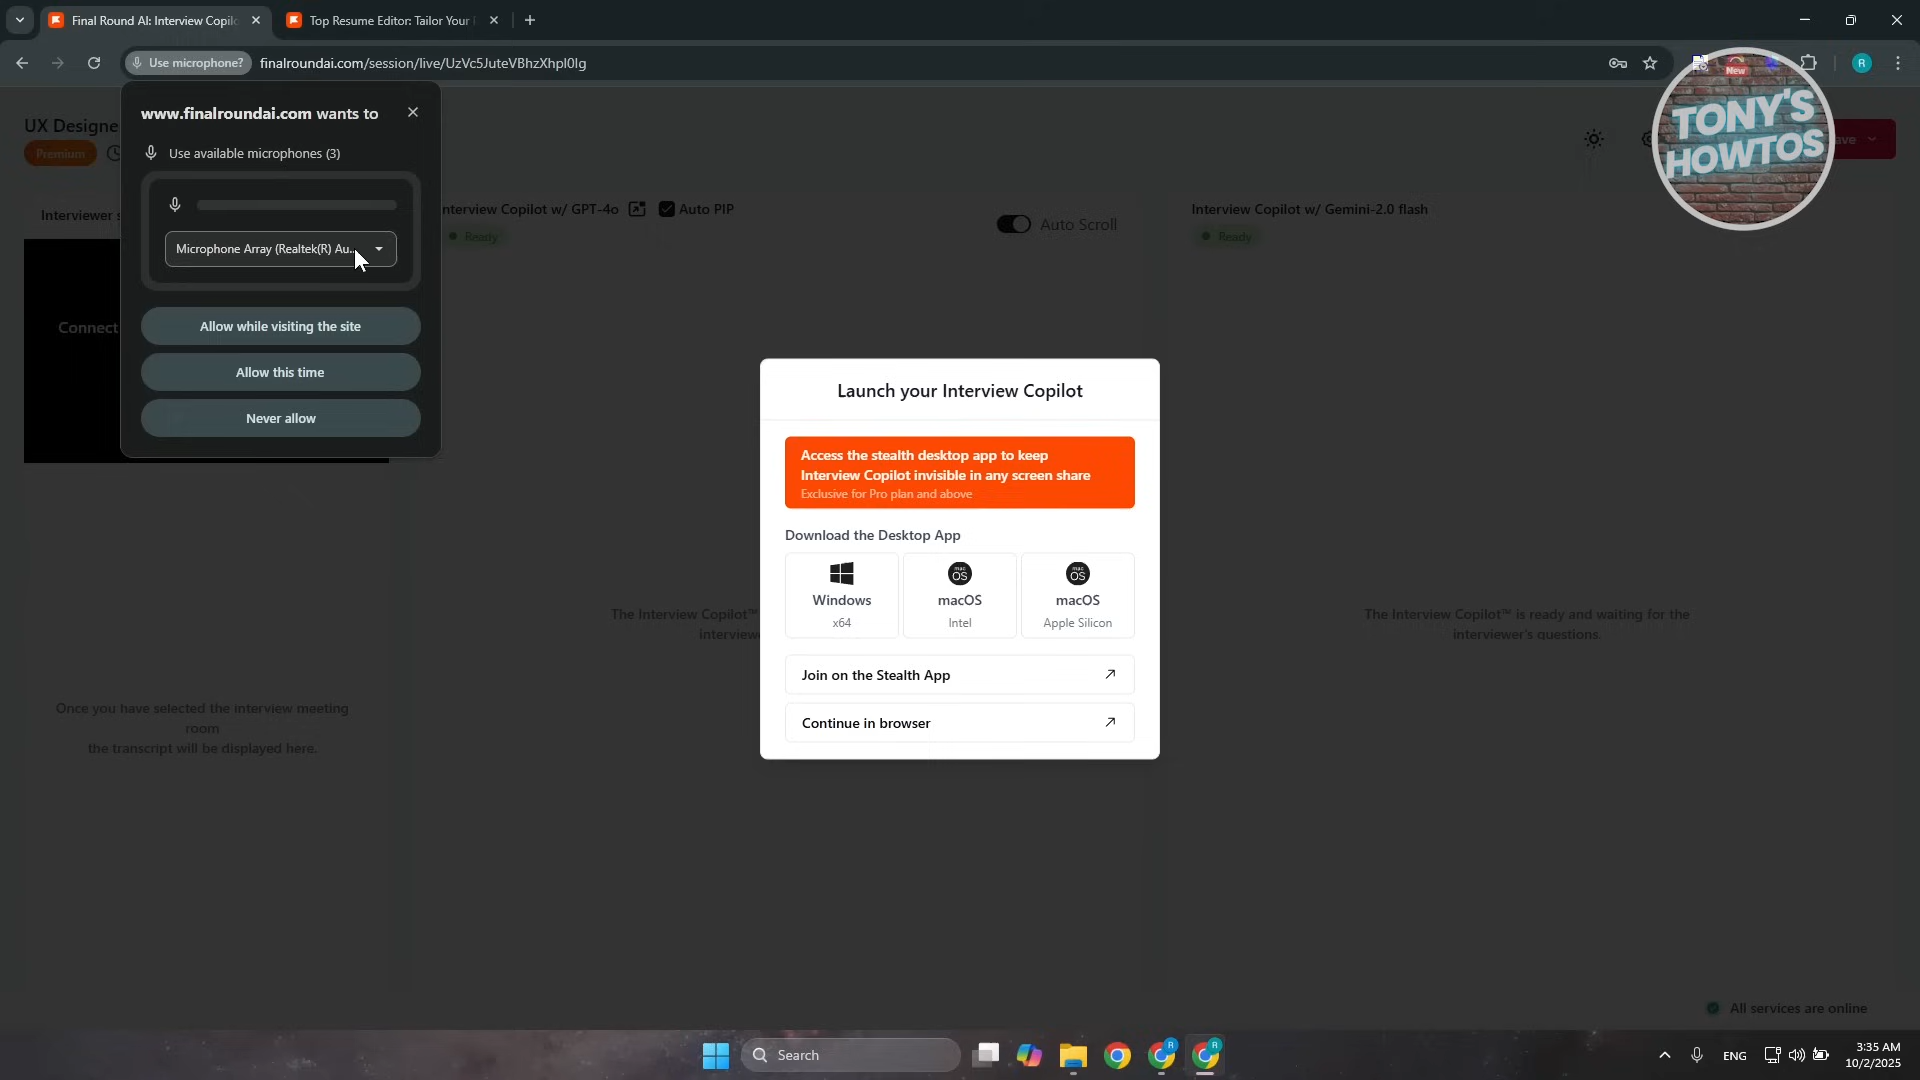 Final Round AI: Interview Copilo
Top Resume Editor: Tailor Your
Use microphone?
finalroundai.com/session/live/UzVc5JuteVBhzXhpl0Ig
New
R
www.finalroundai.com wants to
Use available microphones (3)
Microphone Array (Realtek(R) Au...
Allow while visiting the site
Allow this time
Never allow
UX Designe
Premium
TONY'S
HOWTOS
Interviewer s
Connect
nterview Copilot w/ GPT-4o
Auto PIP
Ready
Auto Scroll
Interview Copilot w/ Gemini-2.0 flash
Ready
Launch your Interview Copilot
Access the stealth desktop app to keep
Interview Copilot invisible in any screen share
Exclusive for Pro plan and above
Download the Desktop App
Windows
x64
mac
OS
macOS
Intel
mac
OS
macOS
Apple Silicon
Join on the Stealth App
Continue in browser
The Interview Copilot™
interviewe
The Interview Copilot™ is ready and waiting for the
interviewer's questions.
Once you have selected the interview meeting
room
the transcript will be displayed here.
All services are online
Search
R
R
ENG
3:35 AM
10/2/2025